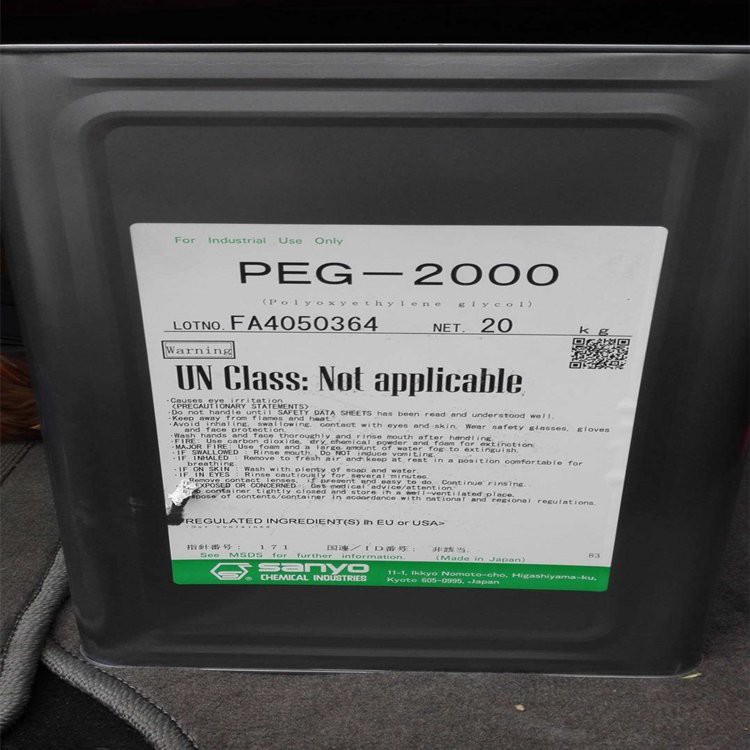 For Industrial Use Only
PEG-2000
(Polyoxyethylene glycol)
LOTNO. FA4050364 NET. 20 kg
Warning
UN Class: Not applicable
·Causes eye irritation
<PRECAUTIONARY STATEMENTS>
·Do not handle until SAFETY DATA SHEETS has been read and understood well.
·Keep away from flames and heat.
·Avoid inhaling, swallowing, contact with eyes and skin. Wear safety glasses, gloves
and face protection.
·Wash hands and face thoroughly and rinse mouth after handling.
·FIRE: Use carbon dioxide, dry chemical powder and foam for extinction.
·MAJOR FIRE: Use foam and a large amount of water fog to extinguish.
·IF SWALLOWED : Rinse mouth. Do NOT induce vomiting.
·IF INHALED : Remove to fresh air and keep at rest in a position comfortable for
breathing.
·IF ON SKIN : Wash with plenty of soap and water.
·IF IN EYES : Rinse cautiously for several minutes.
Remove contact lenses, if present and easy to do. Continue rinsing.
EXPOSED OR CONCERNED : Get medical advice/attention.
container tightly closed and store in a well-ventilated place.
of contents/container in accordance with national and regional regulations.
REGULATED INGREDIENT(S) in EU or USA>
Not contained
指針番号: 171 国連/ID番号: 非該当
See MSDS for further information. (Made in Japan) 83
sanyo
CHEMICAL INDUSTRIES
11-1, Ikkyo Nomoto-cho, Higashiyama-ku,
Kyoto 605-0995, Japan